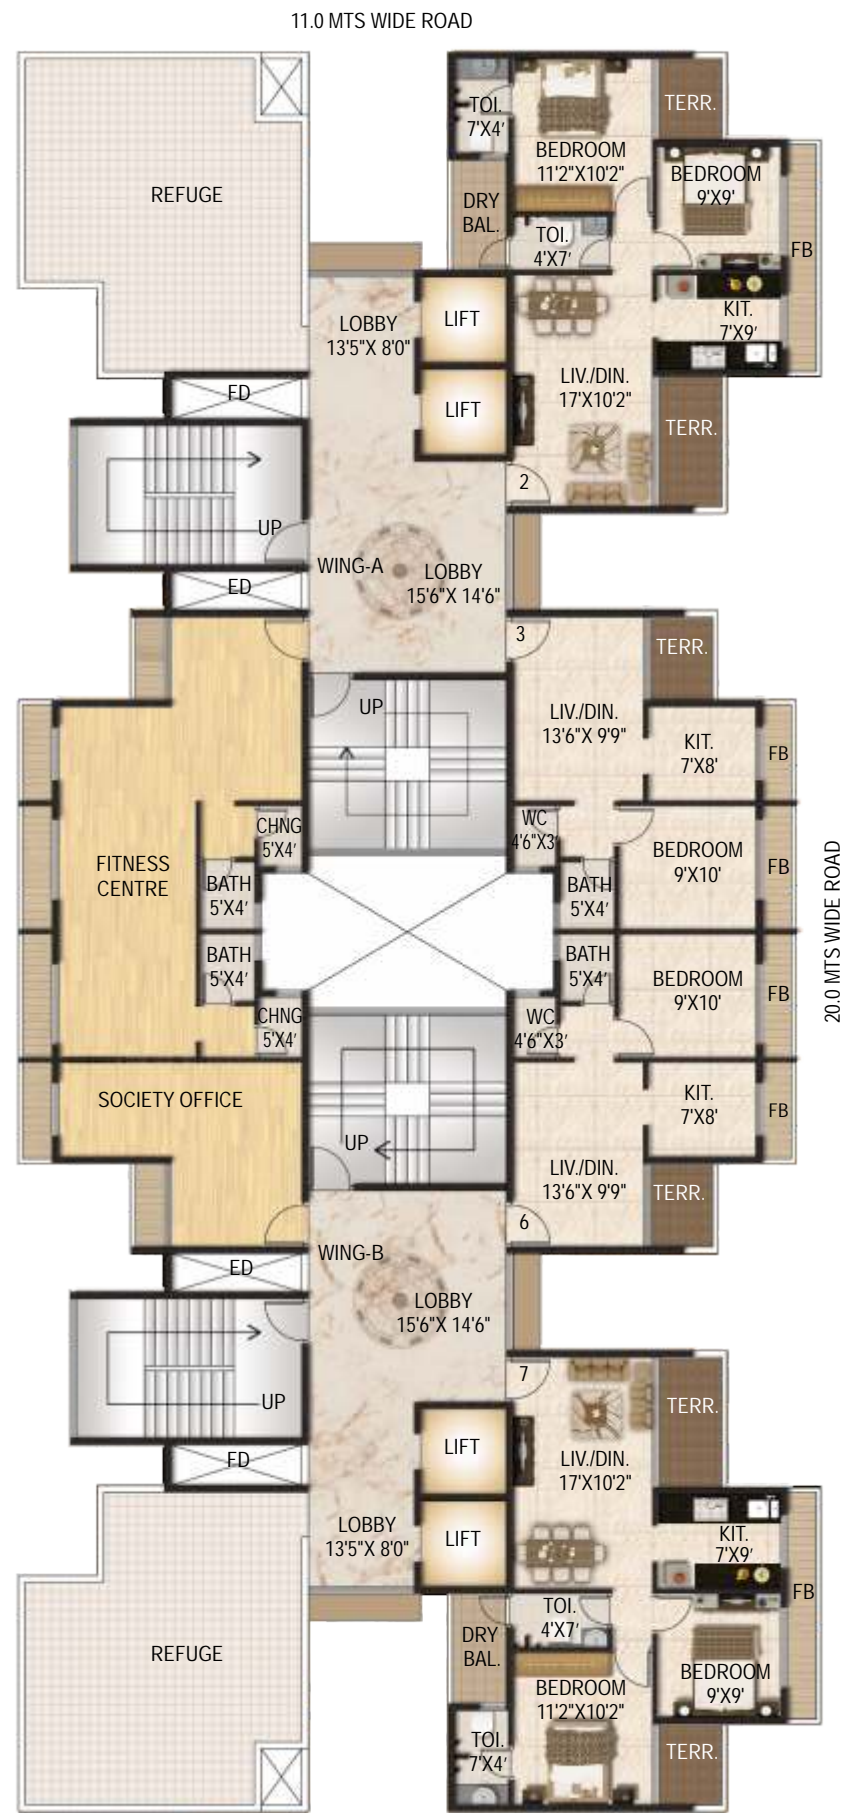 11.0 MTS WIDE ROAD
TOI.
7'X4'
TERR.
BEDROOM
11'2"X10'2"
BEDROOM
9'X9'
REFUGE
DRY
BAL.
TOI.
4'X7'
FB
LOBBY
13'5"X 8'0"
LIFT
KIT.
7'X9'
LIV./DIN.
17'X10'2"
FD
LIFT
TERR.
2
UP
WING-A
LOBBY
15'6"X 14'6"
ED
3
TERR.
UP
LIV./DIN.
13'6"X 9'9"
KIT.
7'X8'
FB
CHNG
5'X4'
WC
4'6"X3'
FITNESS
CENTRE
BEDROOM
9'X10'
FB
BATH
5'X4'
BATH
5'X4'
20.0 MTS WIDE ROAD
BATH
5'X4'
BATH
5'X4'
BEDROOM
9'X10'
FB
CHNG
5'X4'
WC
4'6"X3'
SOCIETY OFFICE
KIT.
7'X8'
FB
UP
LIV./DIN.
13'6"X 9'9"
TERR.
6
WING-B
ED
LOBBY
15'6"X 14'6"
7
UP
TERR.
LIFT
LIV./DIN.
17'X10'2"
FD
LOBBY
13'5"X 8'0"
LIFT
KIT.
7'X9'
FB
TOI.
4'X7'
DRY
BAL.
REFUGE
BEDROOM
9'X9'
BEDROOM
11'2"X10'2"
TOI.
7'X4'
TERR.